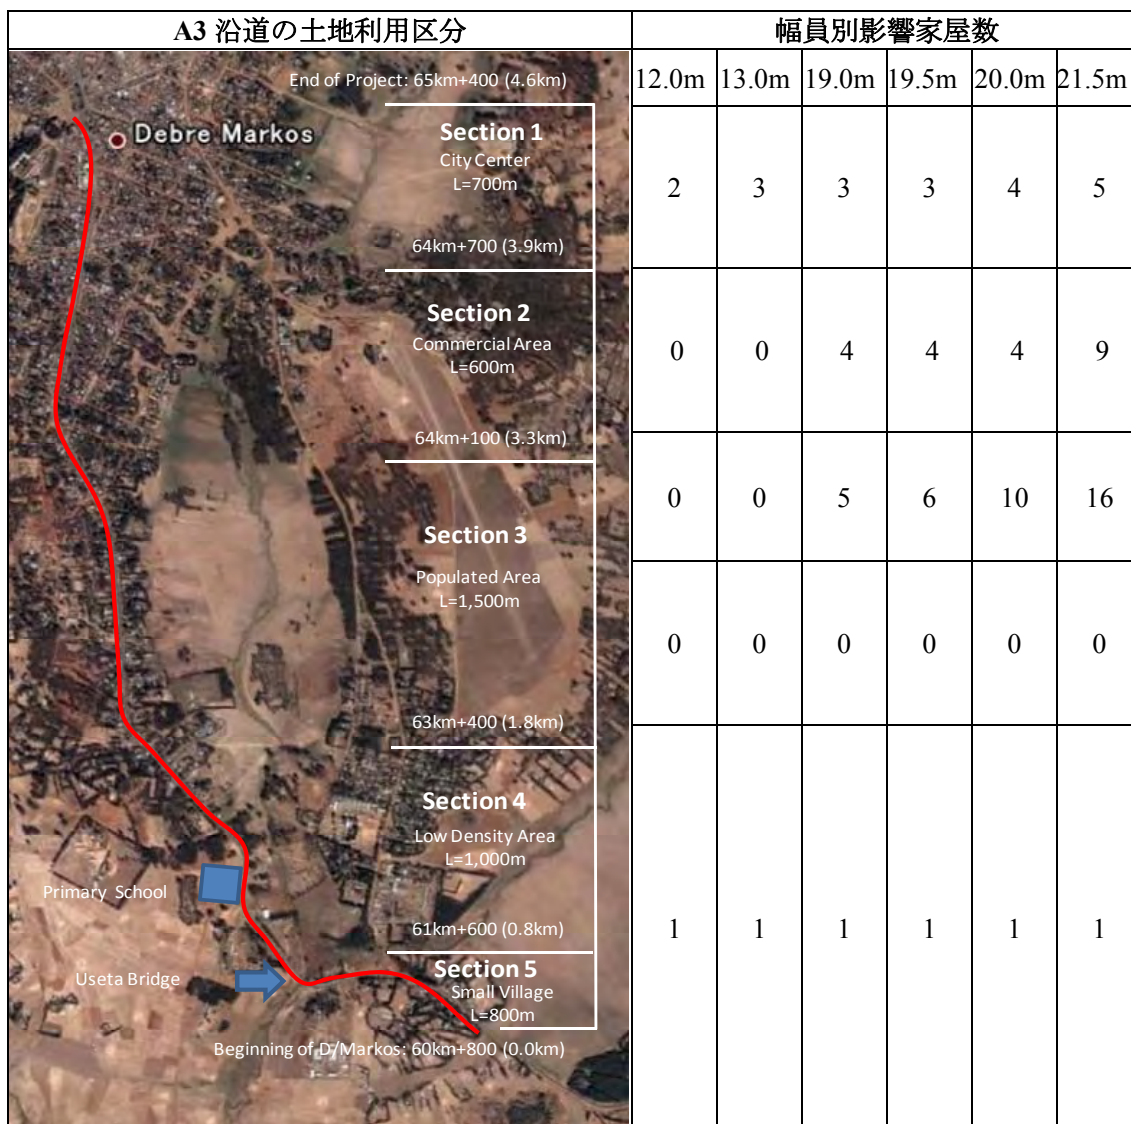 A3 沿道の土地利用区分
幅員別影響家屋数
12.0m 13.0m 19.0m 19.5m 20.0m 21.5m
End of Project: 65km+400 (4.6km)
Debre Markos
Section 1
City Center
L=700m
2 3 3 3 4 5
64km+700 (3.9km)
Section 2
Commercial Area
L=600m
0 0 4 4 4 9
64km+100 (3.3km)
0 0 5 6 10 16
Section 3
Populated Area
L=1,500m
0 0 0 0 0 0
63km+400 (1.8km)
Section 4
Low Density Area
L=1,000m
Primary School
61km+600 (0.8km)
1 1 1 1 1 1
Section 5
Useta Bridge
Small Village
L=800m
Beginning of D/Markos: 60km+800 (0.0km)